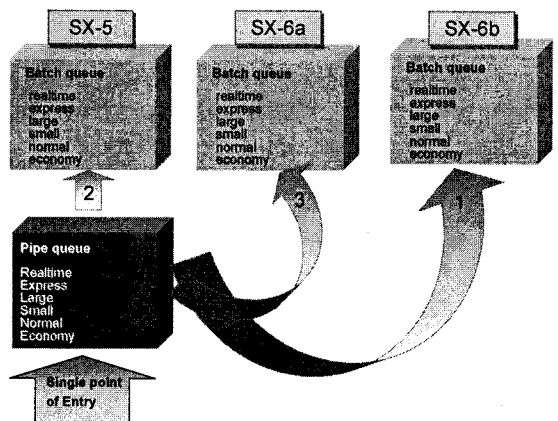 SX-5
SX-6a
SX-6b
Batch queue
realtime
express
large
small
normal
economy
Batch queue
realtime
express
large
small
normal
economy
Batch queue
realtime
express
large
small
normal
economy
2
3
1
Pipe queue
Realtime
Express
Large
Small
Normal
Economy
Single point
of Entry